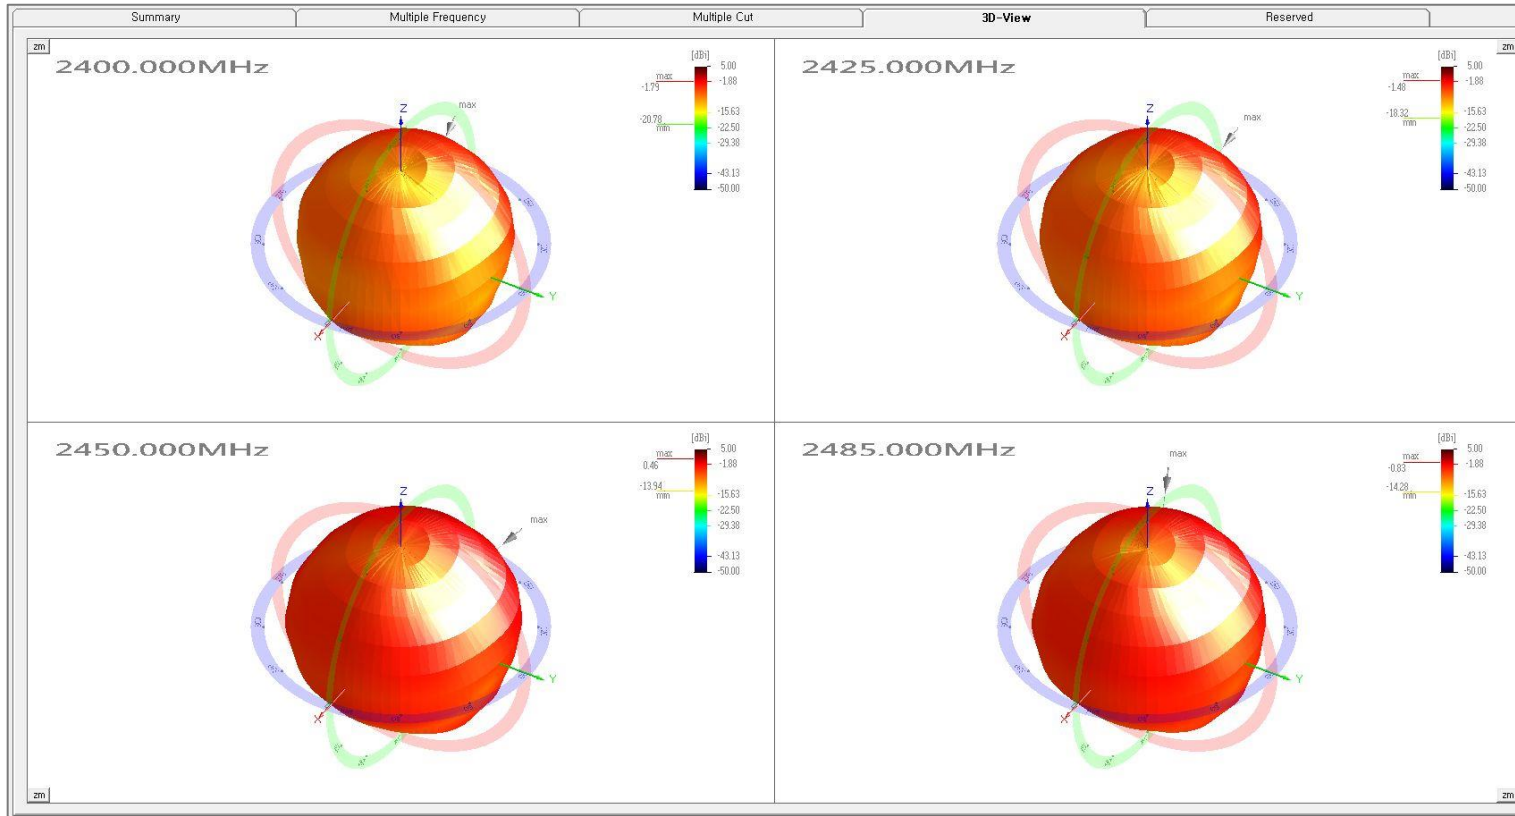 Summary
Multiple Frequency
Multiple Cut
3D-View
Reserved
zm
2400.000MHz
[dBi]
max
-1.79
-20.78
min
5.00
-1.88
-15.63
-22.50
-29.38
-43.13
-50.00
max
Z
Y
X
zm
2425.000MHz
[dBi]
max
-1.48
-18.32
min
5.00
-1.88
-15.63
-22.50
-29.38
-43.13
-50.00
max
Z
Y
X
2450.000MHz
[dBi]
max
0.46
-13.94
min
5.00
-1.88
-15.63
-22.50
-29.38
-43.13
-50.00
max
Z
Y
X
zm
2485.000MHz
[dBi]
max
-0.83
-14.28
min
5.00
-1.88
-15.63
-22.50
-29.38
-43.13
-50.00
max
Z
Y
X
zm